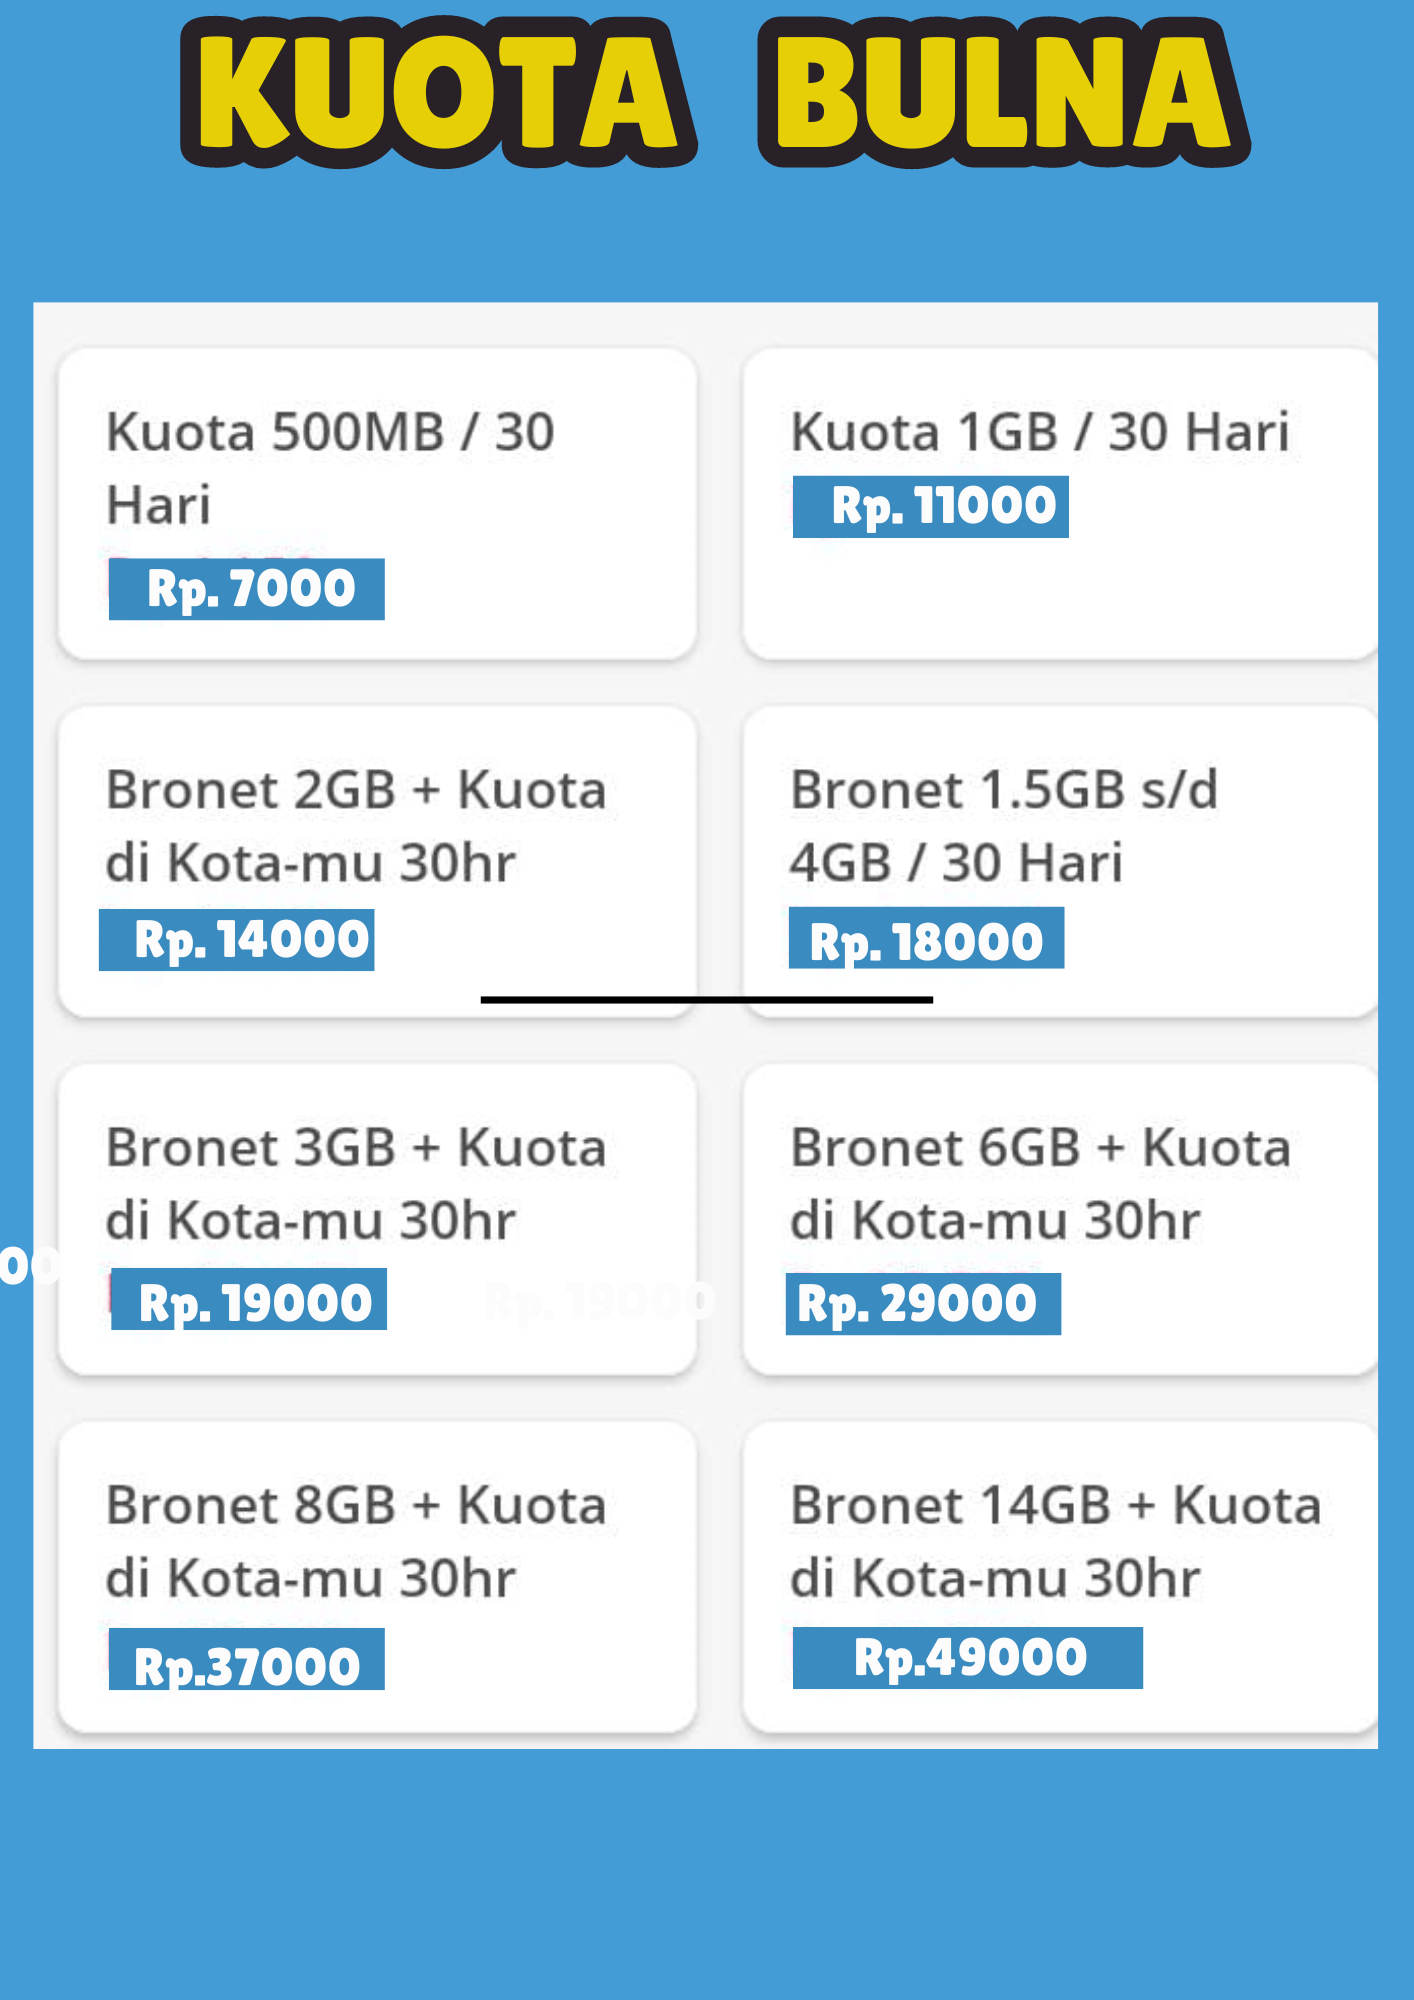 KUOTA BULNA
Kuota 500MB / 30
Hari
Rp. 7000
Kuota 1GB / 30 Hari
Rp. 11000
Bronet 2GB + Kuota
di Kota-mu 30hr
Rp. 14000
Bronet 1.5GB s/d
4GB / 30 Hari
Rp. 18000
Bronet 3GB + Kuota
di Kota-mu 30hr
Rp. 19000
Rp. 19000
Bronet 6GB + Kuota
di Kota-mu 30hr
Rp. 29000
Bronet 8GB + Kuota
di Kota-mu 30hr
Rp.37000
Bronet 14GB + Kuota
di Kota-mu 30hr
Rp.49000